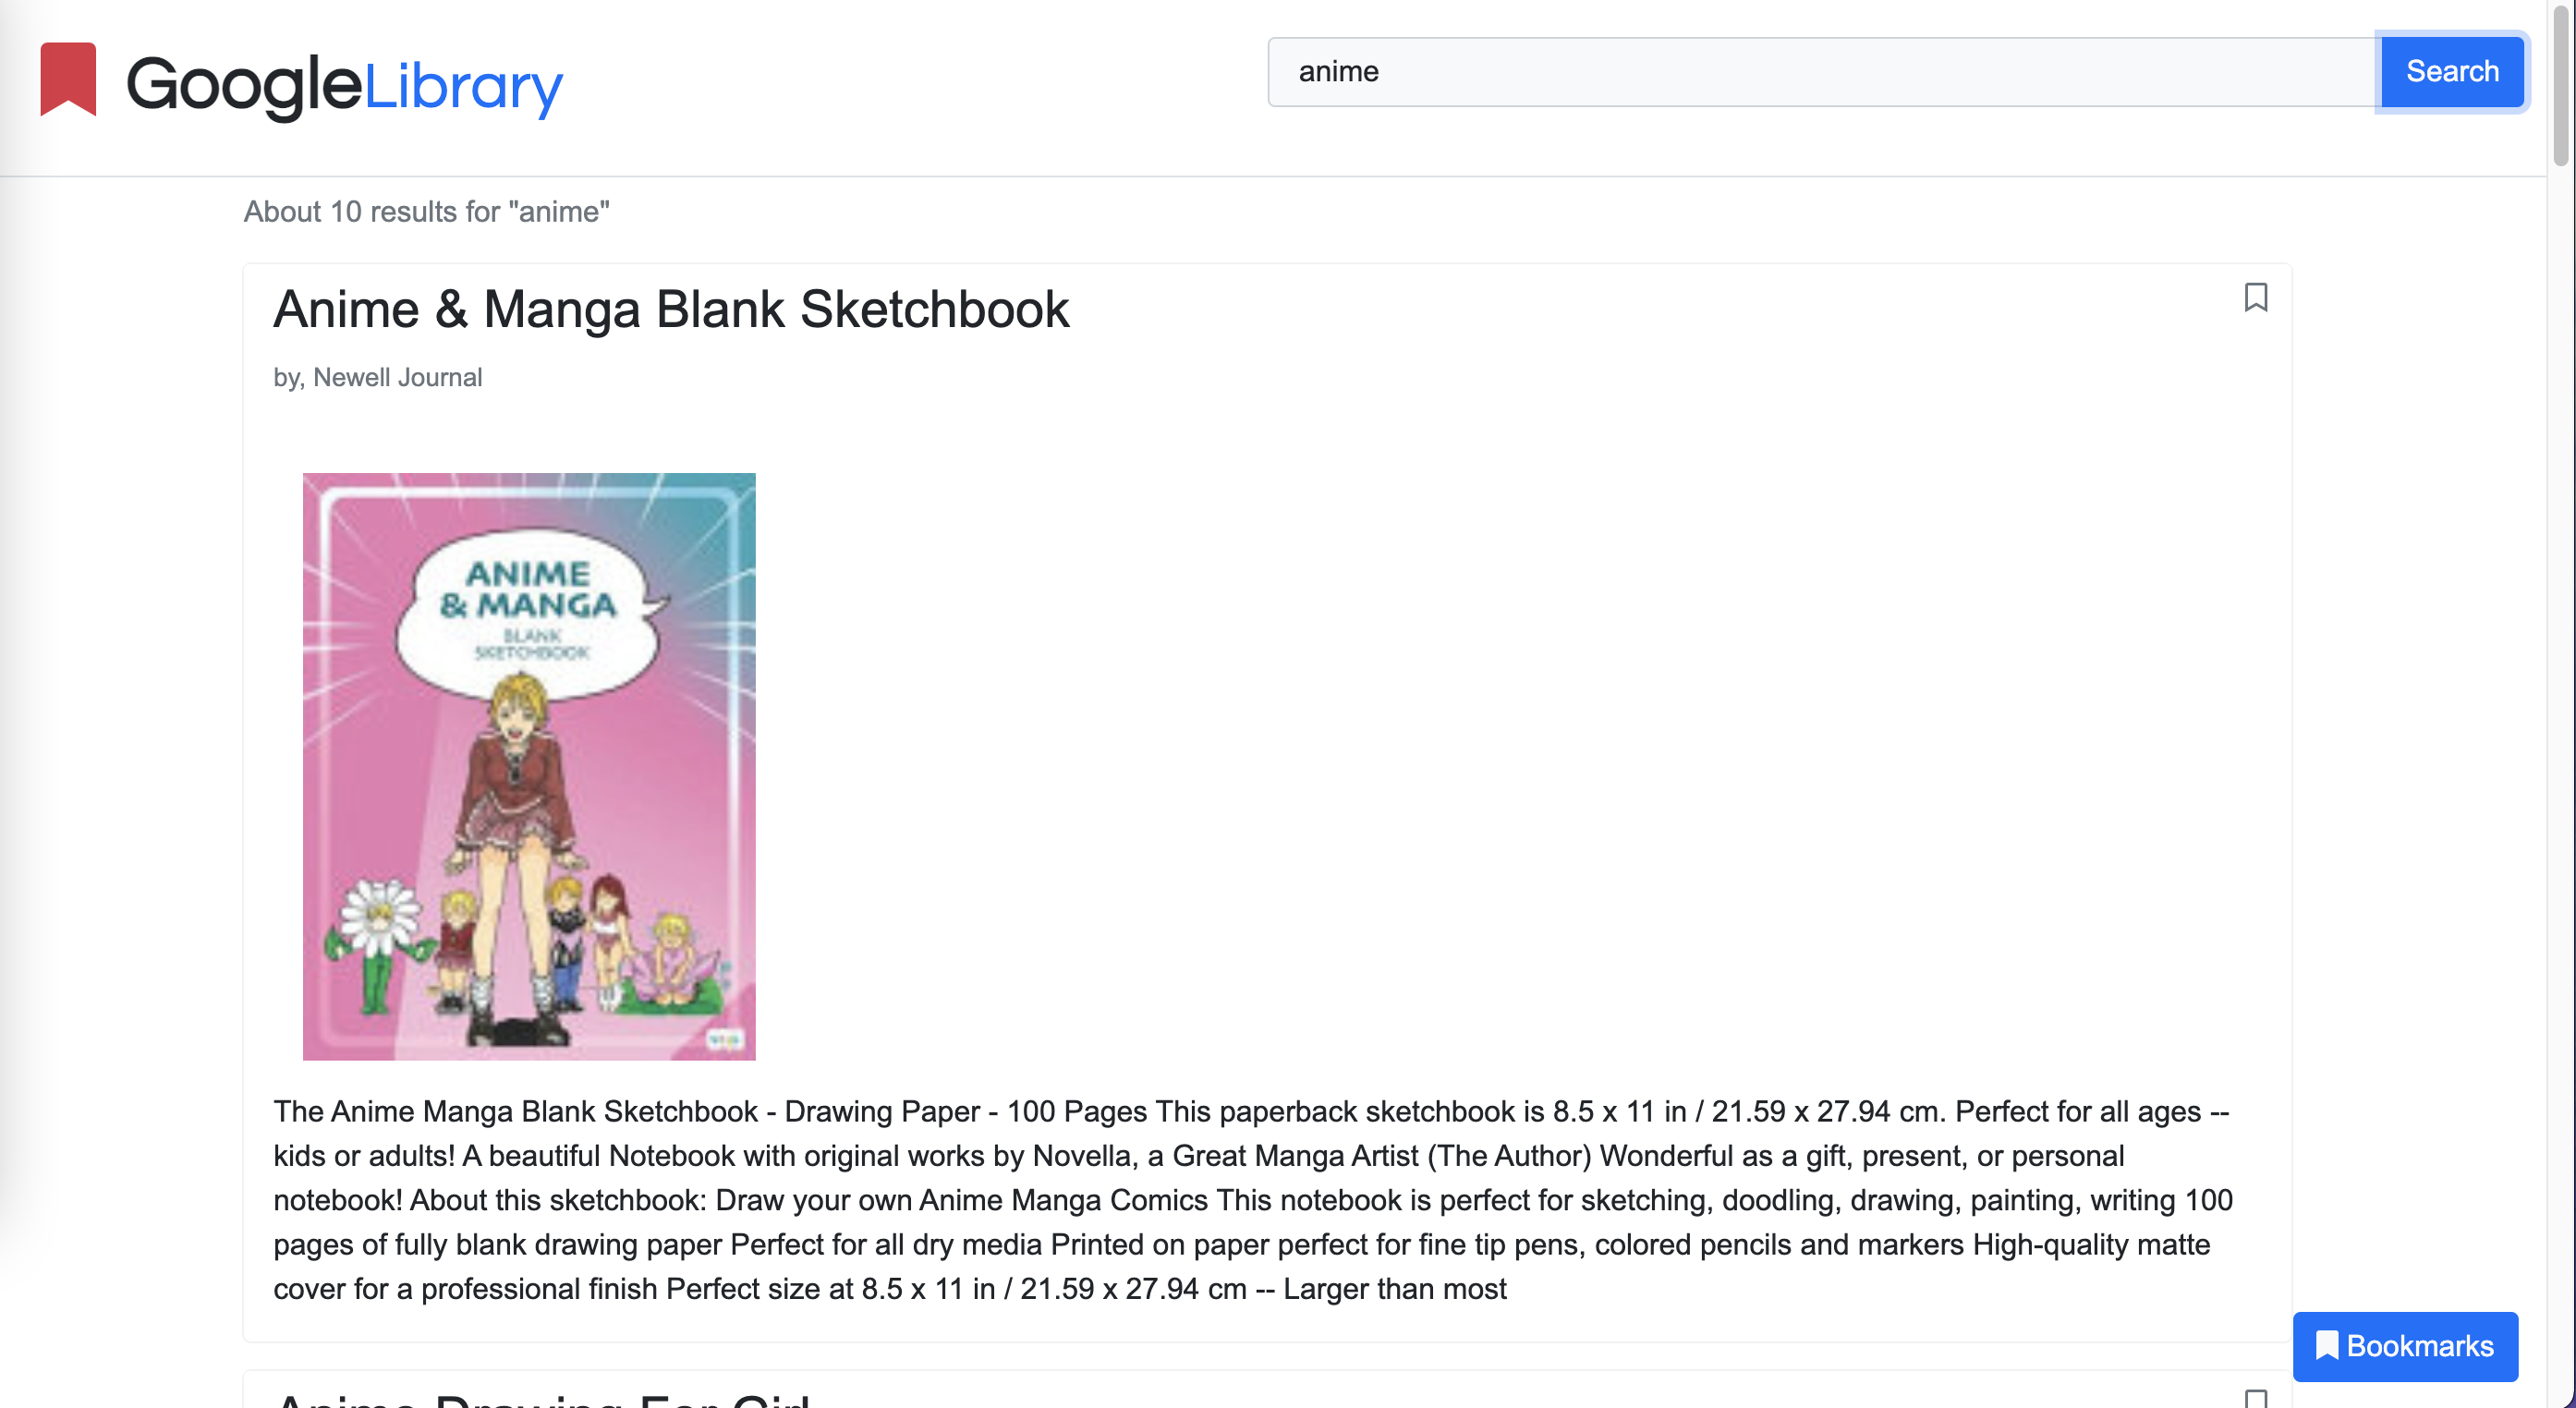 GoogleLibrary
anime
Search
About 10 results for "anime"
Anime & Manga Blank Sketchbook
by, Newell Journal
ANIME
& MANGA
BLANK
SKETCHBOOK
The Anime Manga Blank Sketchbook - Drawing Paper - 100 Pages This paperback sketchbook is 8.5 x 11 in / 21.59 x 27.94 cm. Perfect for all ages --
kids or adults! A beautiful Notebook with original works by Novella, a Great Manga Artist (The Author) Wonderful as a gift, present, or personal
notebook! About this sketchbook: Draw your own Anime Manga Comics This notebook is perfect for sketching, doodling, drawing, painting, writing 100
pages of fully blank drawing paper Perfect for all dry media Printed on paper perfect for fine tip pens, colored pencils and markers High-quality matte
cover for a professional finish Perfect size at 8.5 x 11 in / 21.59 x 27.94 cm -- Larger than most
Bookmarks
Anime Drawing For Girl